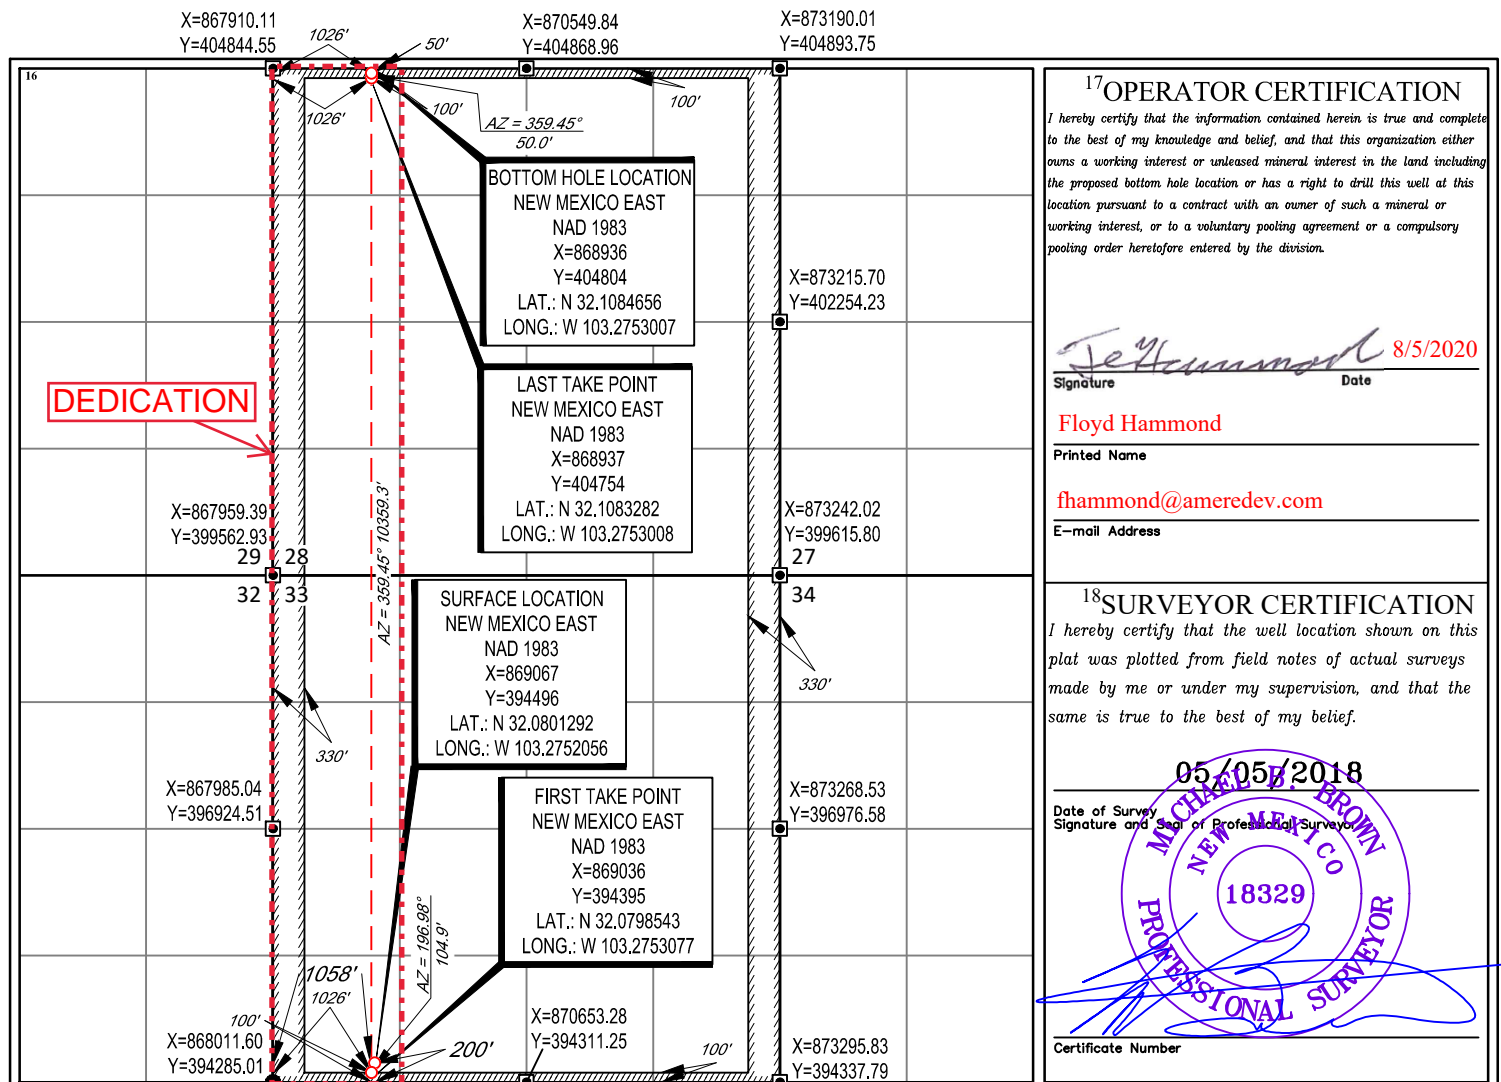 X=867910.11
Y=404844.55
1026'
50'
X=870549.84
Y=404868.96
X=873190.01
Y=404893.75
16
1026'
100'
AZ = 359.45°
50.0'
100'
BOTTOM HOLE LOCATION
NEW MEXICO EAST
NAD 1983
X=868936
Y=404804
LAT.: N 32.1084656
LONG.: W 103.2753007
X=873215.70
Y=402254.23
LAST TAKE POINT
NEW MEXICO EAST
NAD 1983
X=868937
Y=404754
LAT.: N 32.1083282
LONG.: W 103.2753008
DEDICATION
X=867959.39
Y=399562.93
29
28
32
33
AZ = 359.45° 10359.3'
X=873242.02
Y=399615.80
27
34
SURFACE LOCATION
NEW MEXICO EAST
NAD 1983
X=869067
Y=394496
LAT.: N 32.0801292
LONG.: W 103.2752056
330'
330'
X=867985.04
Y=396924.51
X=873268.53
Y=396976.58
FIRST TAKE POINT
NEW MEXICO EAST
NAD 1983
X=869036
Y=394395
LAT.: N 32.0798543
LONG.: W 103.2753077
AZ = 196.98°
104.9'
1058'
1026'
100'
200'
X=868011.60
Y=394285.01
X=870653.28
Y=394311.25
100'
X=873295.83
Y=394337.79
17OPERATOR CERTIFICATION
I hereby certify that the information contained herein is true and complete
to the best of my knowledge and belief, and that this organization either
owns a working interest or unleased mineral interest in the land including
the proposed bottom hole location or has a right to drill this well at this
location pursuant to a contract with an owner of such a mineral or
working interest, or to a voluntary pooling agreement or a compulsory
pooling order heretofore entered by the division.
8/5/2020
Signature Date
Floyd Hammond
Printed Name
fhammond@ameredev.com
E-mail Address
18SURVEYOR CERTIFICATION
I hereby certify that the well location shown on this
plat was plotted from field notes of actual surveys
made by me or under my supervision, and that the
same is true to the best of my belief.
05/05/2018
Date of Survey
Signature and Seal of Professional Surveyor
MICHAEL B. BROWN
NEW MEXICO
18329
PROFESSIONAL SURVEYOR
Certificate Number